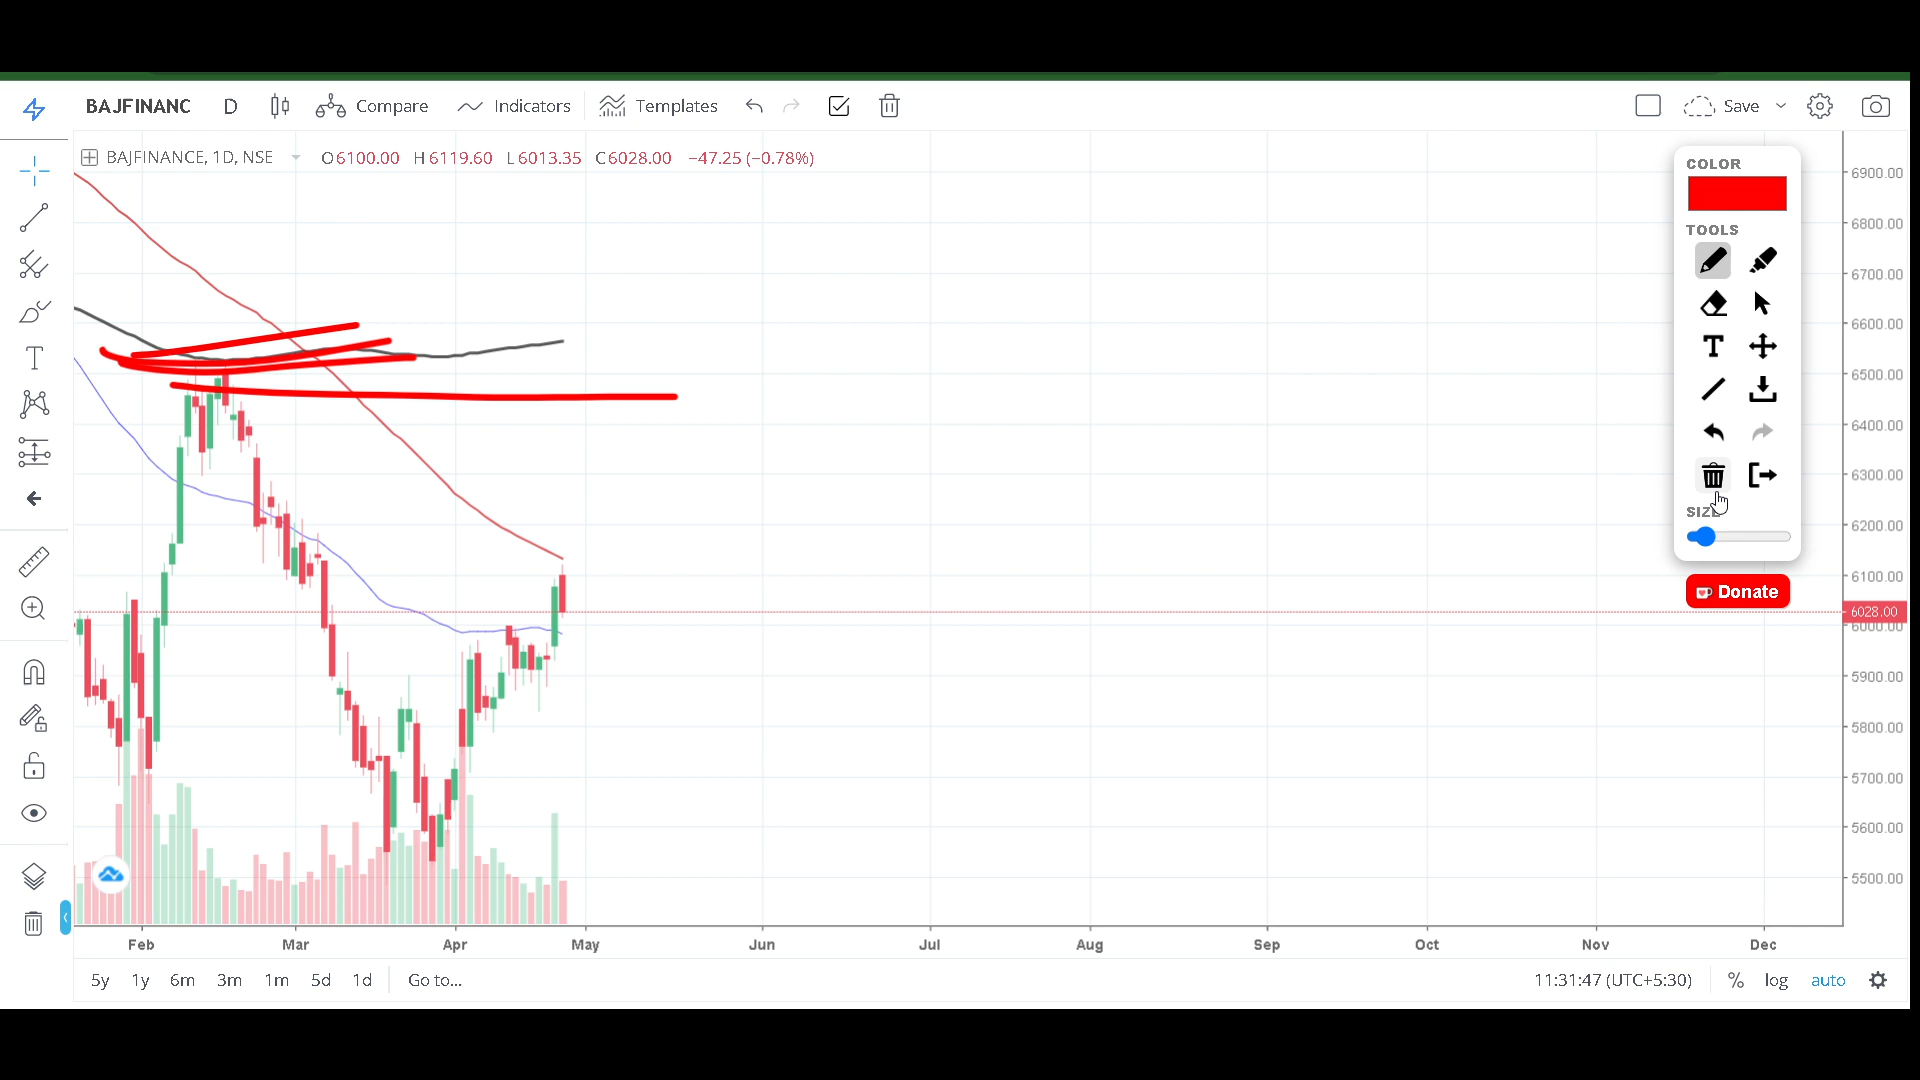 BAJFINANC D Compare Indicators Templates Save
BAJFINANCE, 1D, NSE O6100.00 H6119.60 L6013.35 C6028.00 −47.25 (−0.78%)
COLOR
TOOLS
T
SIZE
Donate
6900.00
6800.00
6700.00
6600.00
6500.00
6400.00
6300.00
6200.00
6100.00
6028.00
6000.00
5900.00
5800.00
5700.00
5600.00
5500.00
Feb Mar Apr May Jun Jul Aug Sep Oct Nov Dec
5y 1y 6m 3m 1m 5d 1d Go to... 11:31:47 (UTC+5:30) % log auto